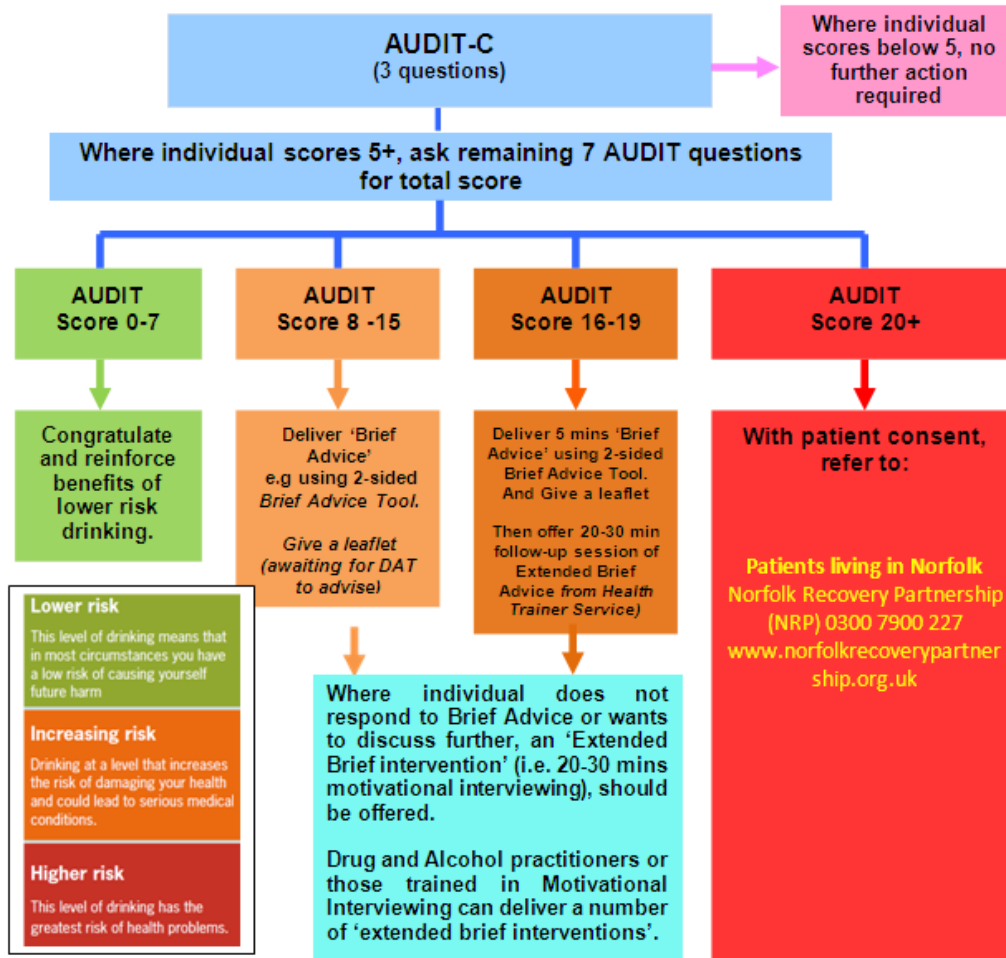 AUDIT-C
(3 questions)
Where individual
scores below 5, no
further action
required
Where individual scores 5+, ask remaining 7 AUDIT questions
for total score
AUDIT
Score 0-7
AUDIT
Score 8 -15
AUDIT
Score 16-19
AUDIT
Score 20+
Congratulate
and reinforce
benefits of
lower risk
drinking.
Deliver ‘Brief
Advice’
e.g using 2-sided
Brief Advice Tool.
Give a leaflet
(awaiting for DAT
to advise)
Deliver 5 mins ‘Brief
Advice’ using 2-sided
Brief Advice Tool.
And Give a leaflet
Then offer 20-30 min
follow-up session of
Extended Brief
Advice from Health
Trainer Service)
With patient consent,
refer to:
Patients living in Norfolk
Norfolk Recovery Partnership
(NRP) 0300 7900 227
www.norfolkrecoverypartner
ship.org.uk
Lower risk
This level of drinking means that
in most circumstances you have
a low risk of causing yourself
future harm
Increasing risk
Drinking at a level that increases
the risk of damaging your health
and could lead to serious medical
conditions.
Higher risk
This level of drinking has the
greatest risk of health problems.
Where individual does not
respond to Brief Advice or wants
to discuss further, an ‘Extended
Brief intervention’ (i.e. 20-30 mins
motivational interviewing), should
be offered.
Drug and Alcohol practitioners or
those trained in Motivational
Interviewing can deliver a number
of ‘extended brief interventions’.